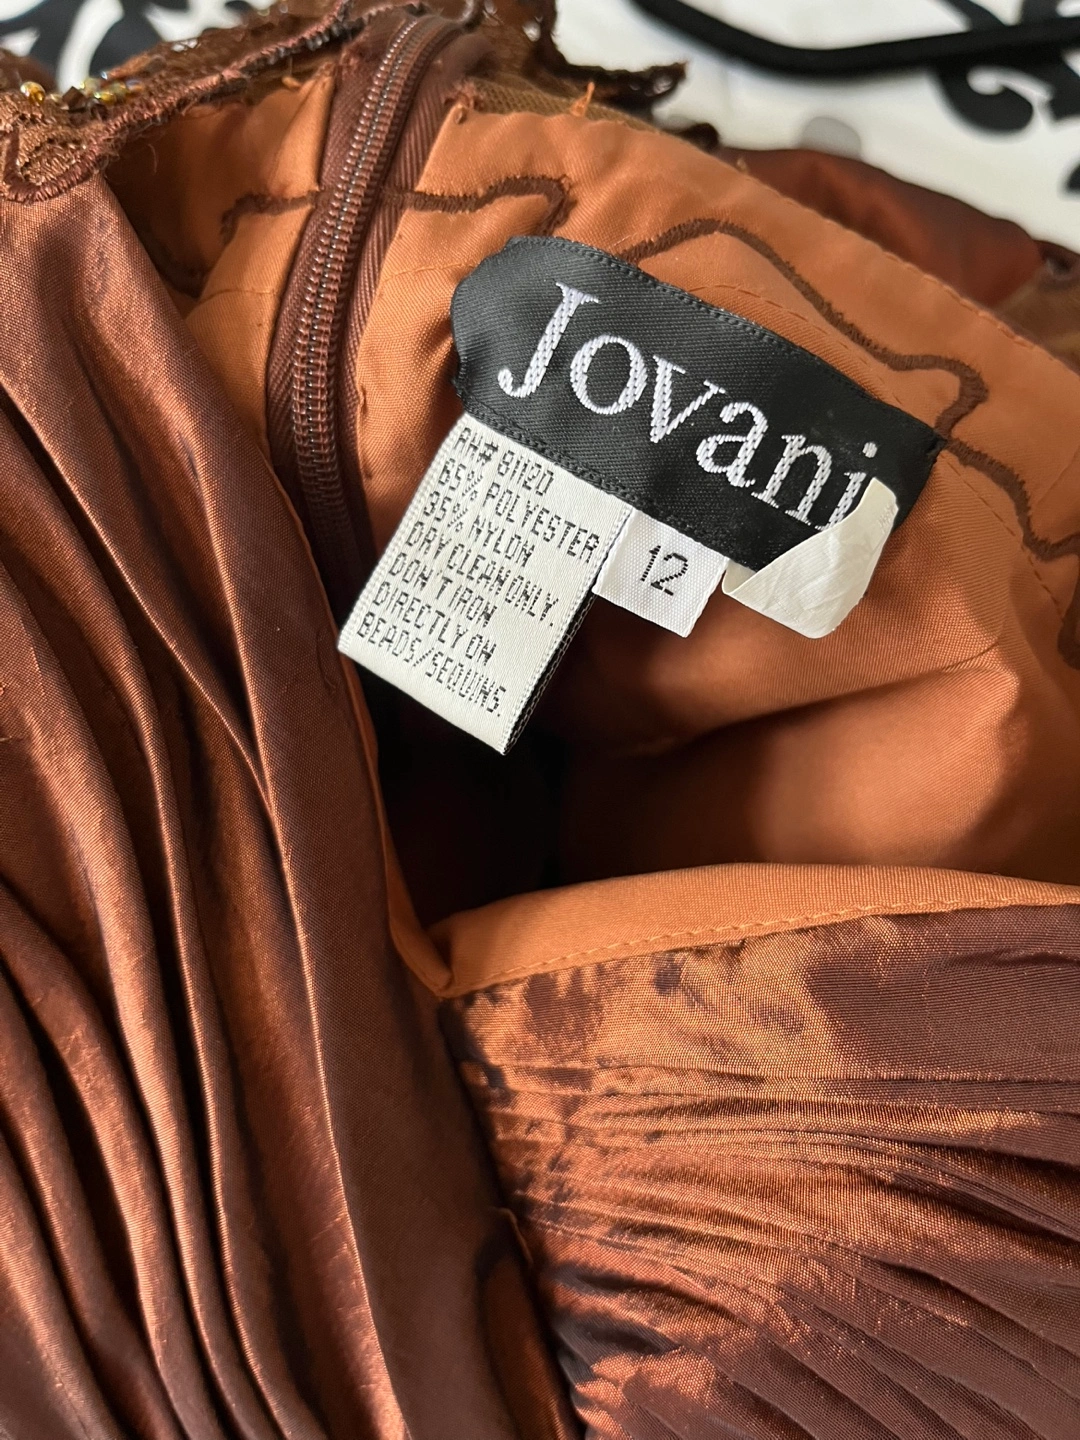 Jovani
RN# 81120
65% POLYESTER
35% NYLON
DRY CLEAN ONLY.
DON'T IRON
DIRECTLY ON
BEADS/SEQUINS.
12